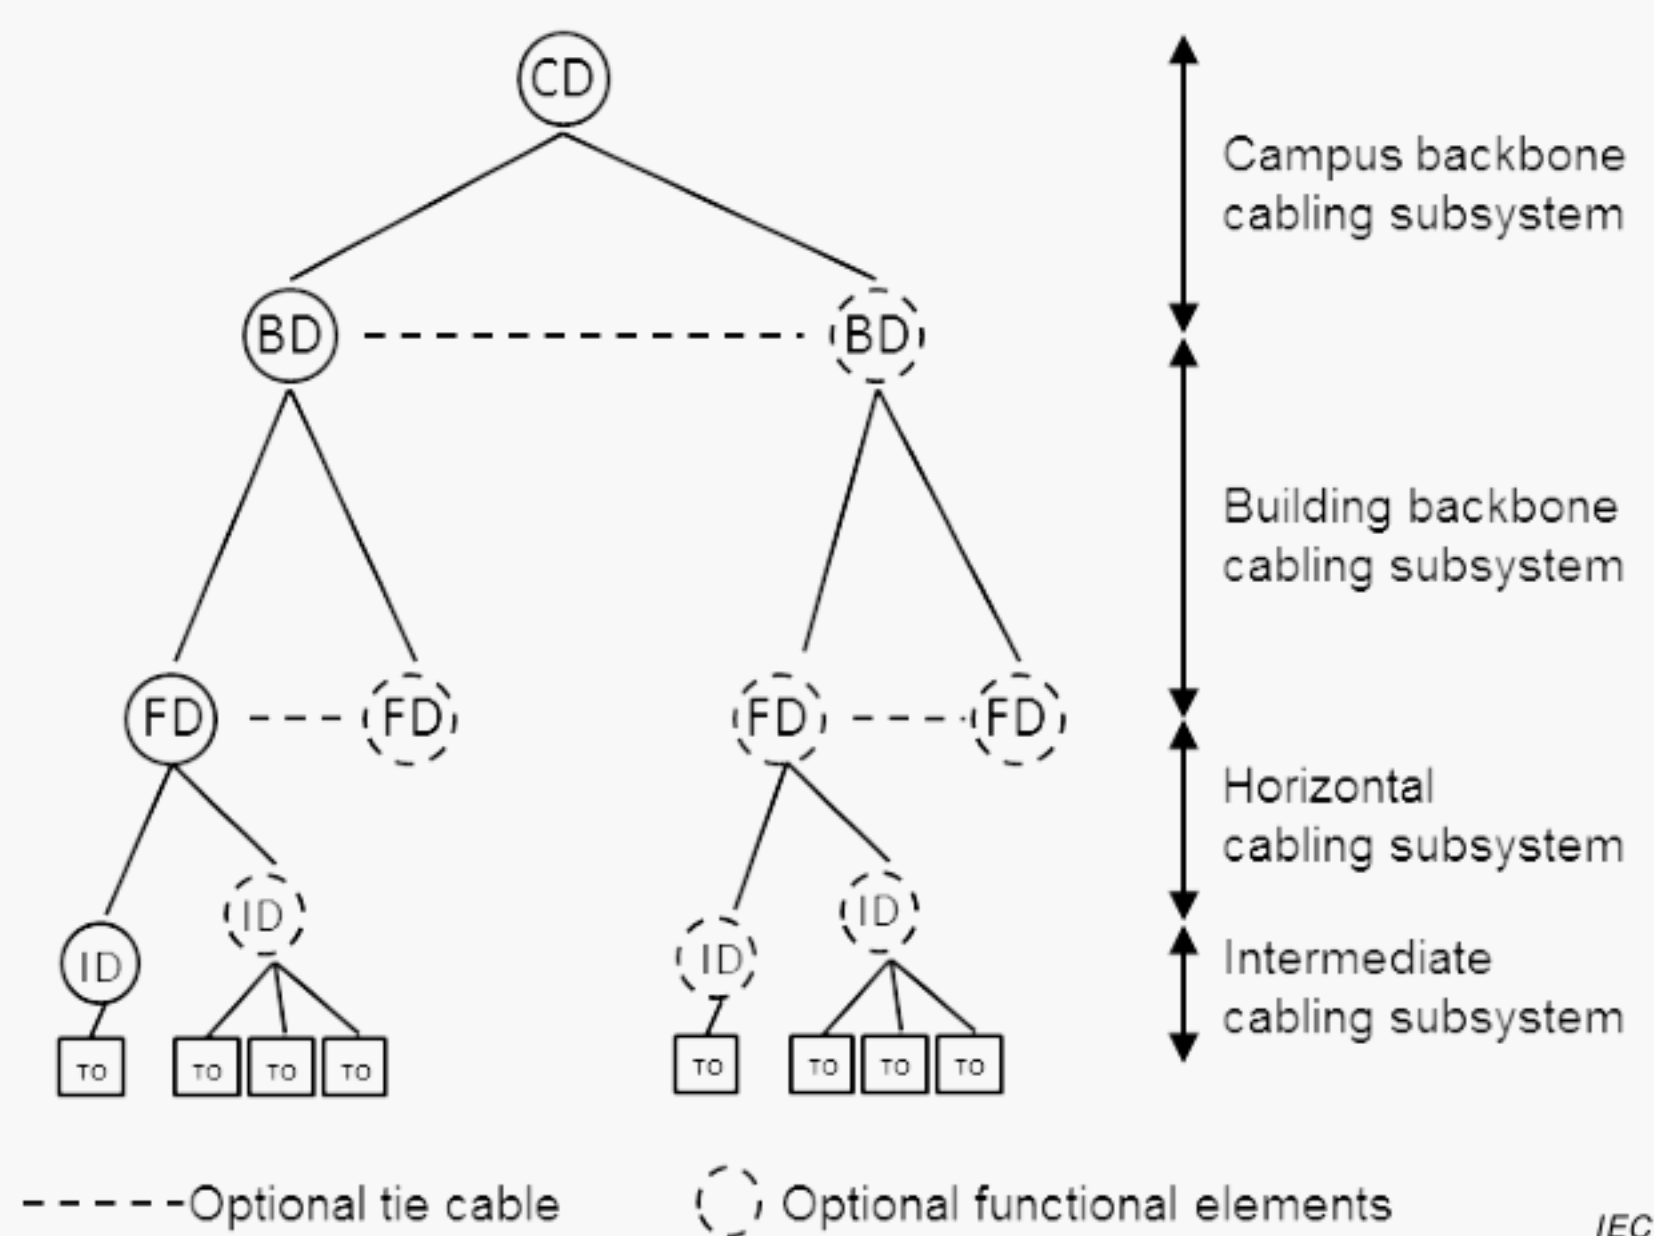 CD
Campus backbone
cabling subsystem
BD BD
Building backbone
cabling subsystem
FD FD FD FD
Horizontal
cabling subsystem
ID ID ID ID
Intermediate
cabling subsystem
TO TO TO TO TO TO TO TO
Optional tie cable Optional functional elements
IEC